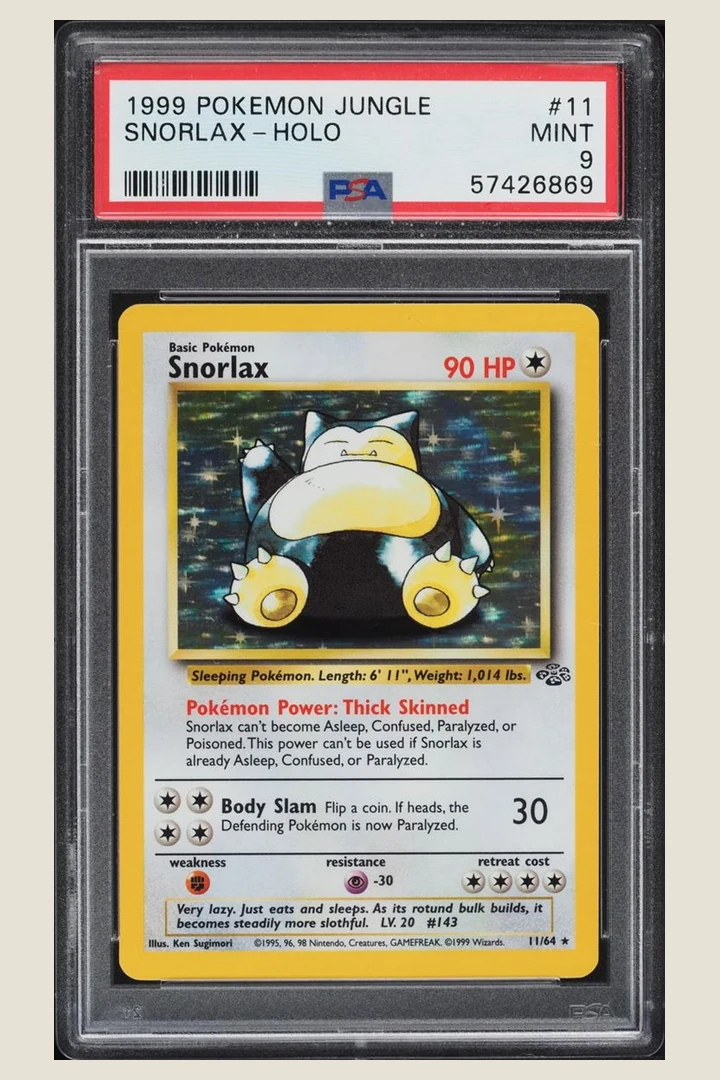 1999 POKEMON JUNGLE #11
SNORLAX – HOLO MINT
9
PSA 57426869
Basic Pokémon
Snorlax 90 HP
Sleeping Pokémon. Length: 6' 11", Weight: 1,014 lbs.
Pokémon Power: Thick Skinned
Snorlax can't become Asleep, Confused, Paralyzed, or
Poisoned. This power can't be used if Snorlax is
already Asleep, Confused, or Paralyzed.
Body Slam Flip a coin. If heads, the 30
Defending Pokémon is now Paralyzed.
weakness resistance retreat cost
-30
Very lazy. Just eats and sleeps. As its rotund bulk builds, it
becomes steadily more slothful. LV. 20 #143
Illus. Ken Sugimori ©1995, 96, 98 Nintendo, Creatures, GAMEFREAK. ©1999 Wizards. 11/64 ★
PSA